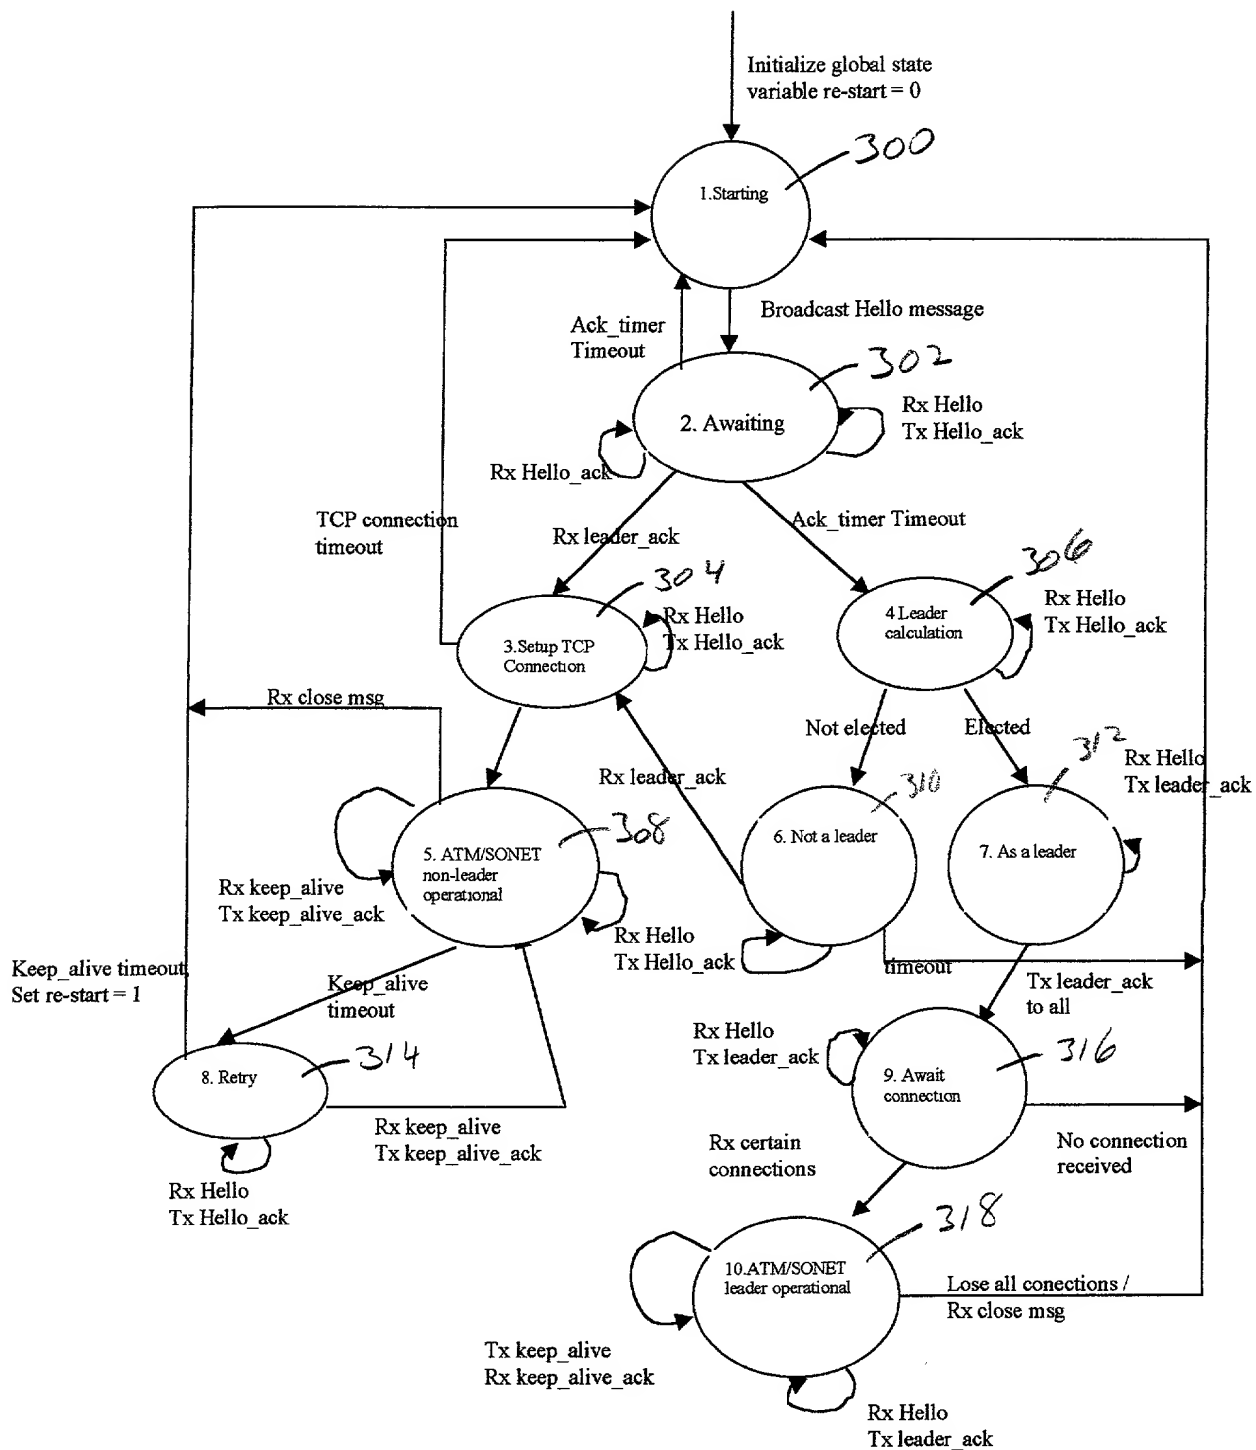 Initialize global state
variable re-start = 0
300
1.Starting
Broadcast Hello message
Ack_timer
Timeout
302
Rx Hello
Tx Hello_ack
2. Awaiting
Rx Hello_ack
TCP connection
timeout
Ack_timer Timeout
Rx leader_ack
304
306
Rx Hello
Tx Hello_ack
4 Leader
calculation
Rx Hello
Tx Hello_ack
3.Setup TCP
Connection
Rx close msg
Not elected
Elected
312
Rx Hello
Tx leader_ack
Rx leader_ack
310
308
6. Not a leader
7. As a leader
5. ATM/SONET
non-leader
operational
Rx keep_alive
Tx keep_alive_ack
Rx Hello
Tx Hello_ack
timeout
Keep_alive timeout
Set re-start = 1
Keep_alive
timeout
Tx leader_ack
to all
Rx Hello
Tx leader_ack
314
316
8. Retry
9. Await
connection
Rx keep_alive
Tx keep_alive_ack
Rx certain
connections
No connection
received
Rx Hello
Tx Hello_ack
318
10.ATM/SONET
leader operational
Lose all conections /
Rx close msg
Tx keep_alive
Rx keep_alive_ack
Rx Hello
Tx leader_ack